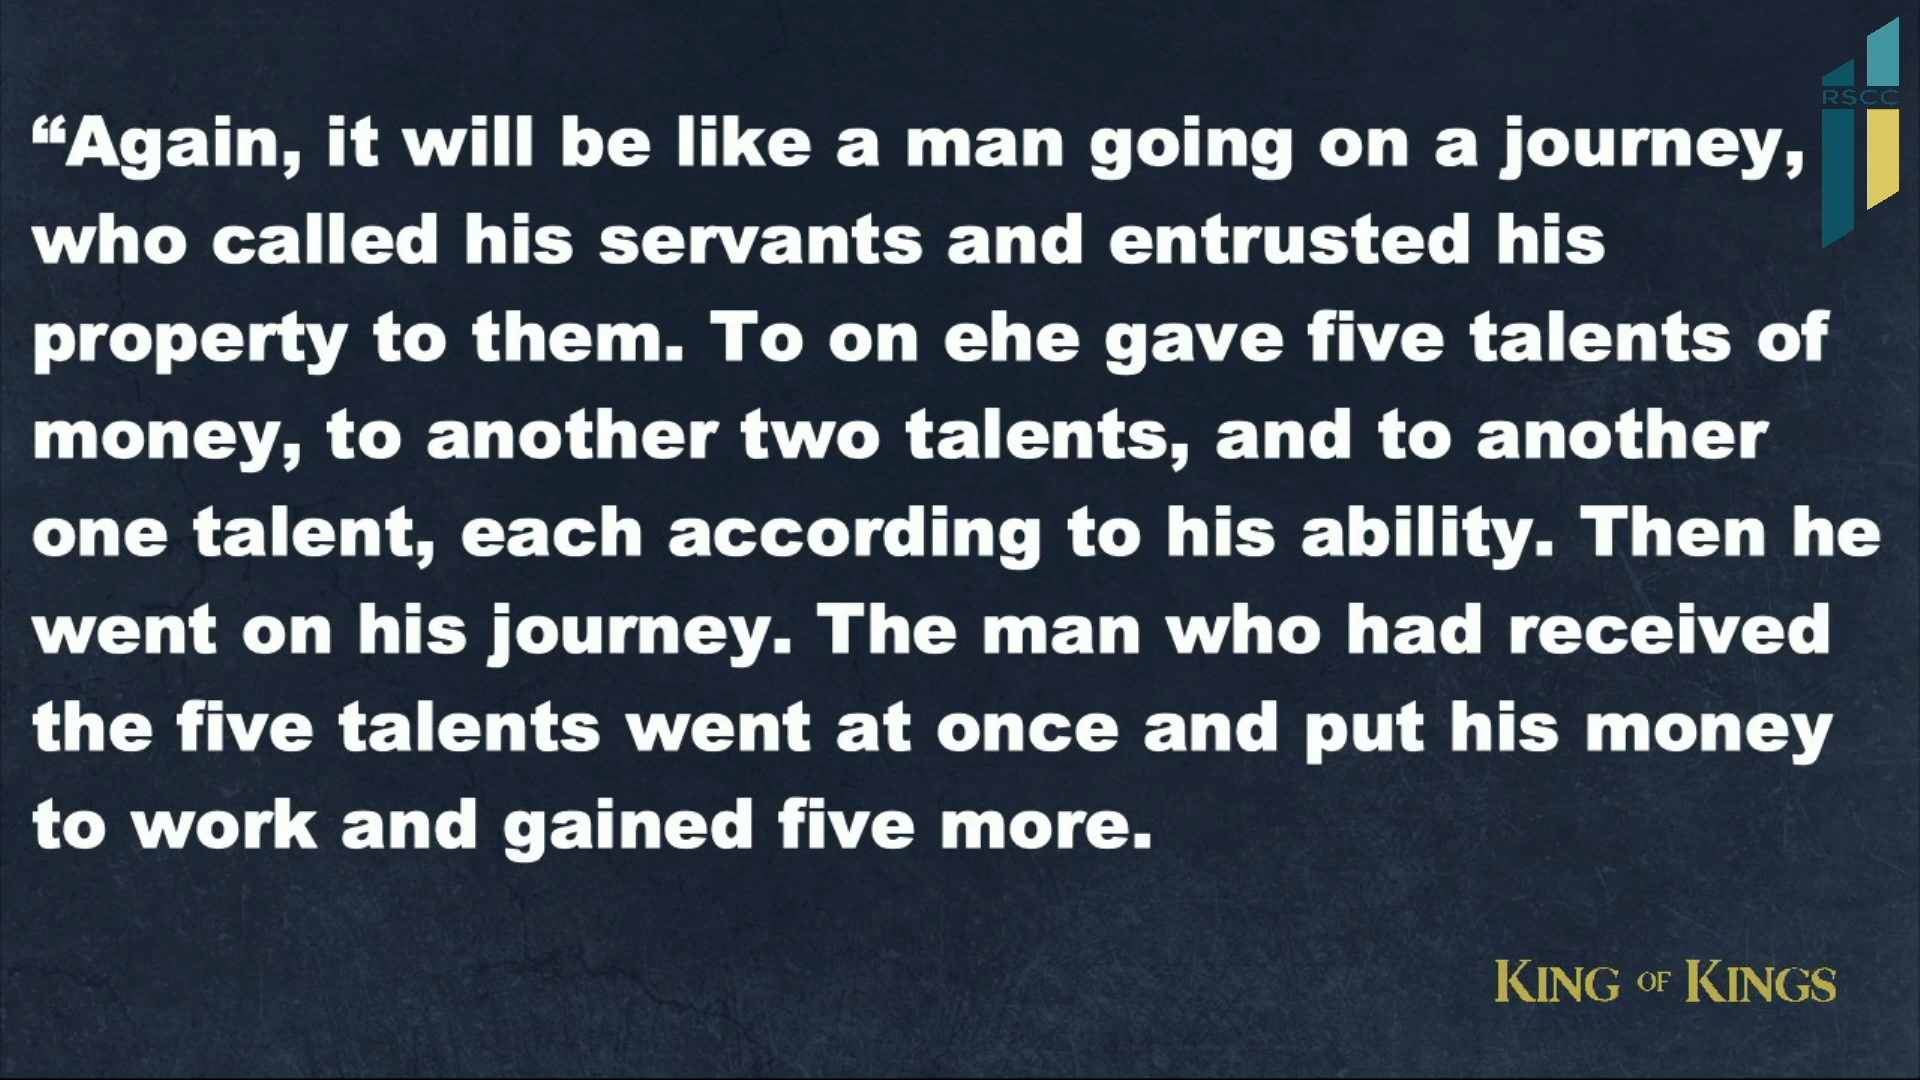 RSCC
“Again, it will be like a man going on a journey,
who called his servants and entrusted his
property to them. To on ehe gave five talents of
money, to another two talents, and to another
one talent, each according to his ability. Then he
went on his journey. The man who had received
the five talents went at once and put his money
to work and gained five more.
KING OF KINGS